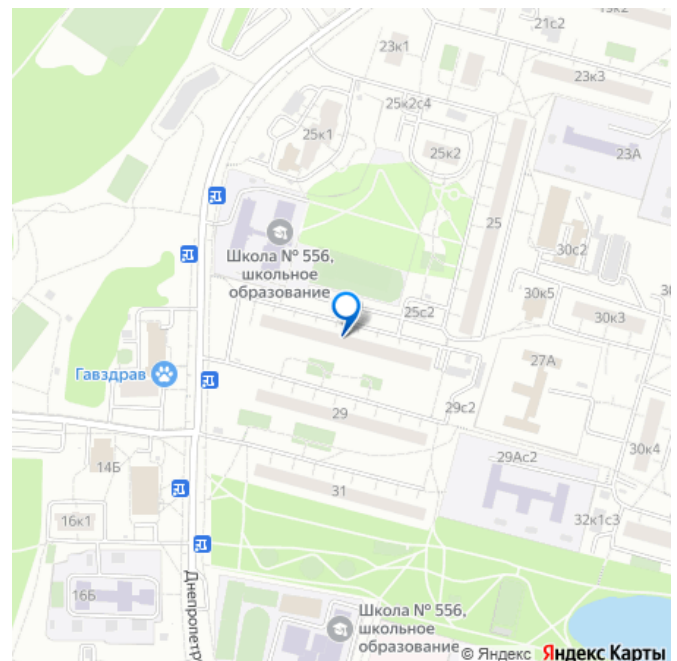 21с2
23к1
23к3
25к2с4
25к1
25к2
23А
25
Школа № 556,
школьное
образование
30с2
30к5
30к3
25с2
27А
Гавздрав
29с2
29
30к4
14Б
29Ас2
31
16к1
32к1с3
16Б
Днепропетр
Школа № 556,
школьное
образование
© Яндекс Яндекс Карты